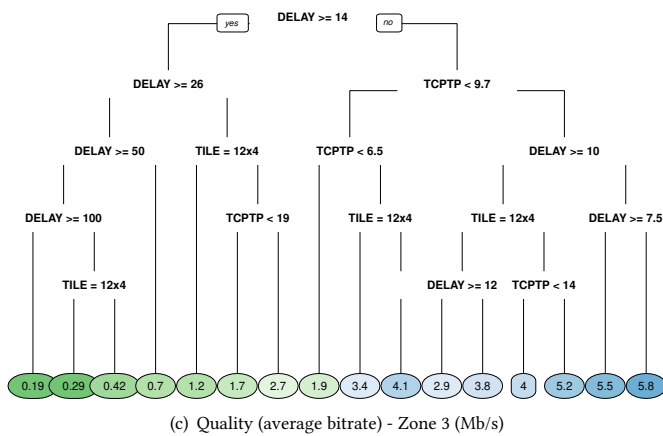 DELAY >= 14
yes no
DELAY >= 26 TCPTP < 9.7
DELAY >= 50 TILE = 12x4 TCPTP < 6.5 DELAY >= 10
DELAY >= 100 TCPTP < 19 TILE = 12x4 TILE = 12x4 DELAY >= 7.5
TILE = 12x4 DELAY >= 12 TCPTP < 14
0.19 0.29 0.42 0.7 1.2 1.7 2.7 1.9 3.4 4.1 2.9 3.8 4 5.2 5.5 5.8
(c) Quality (average bitrate) - Zone 3 (Mb/s)